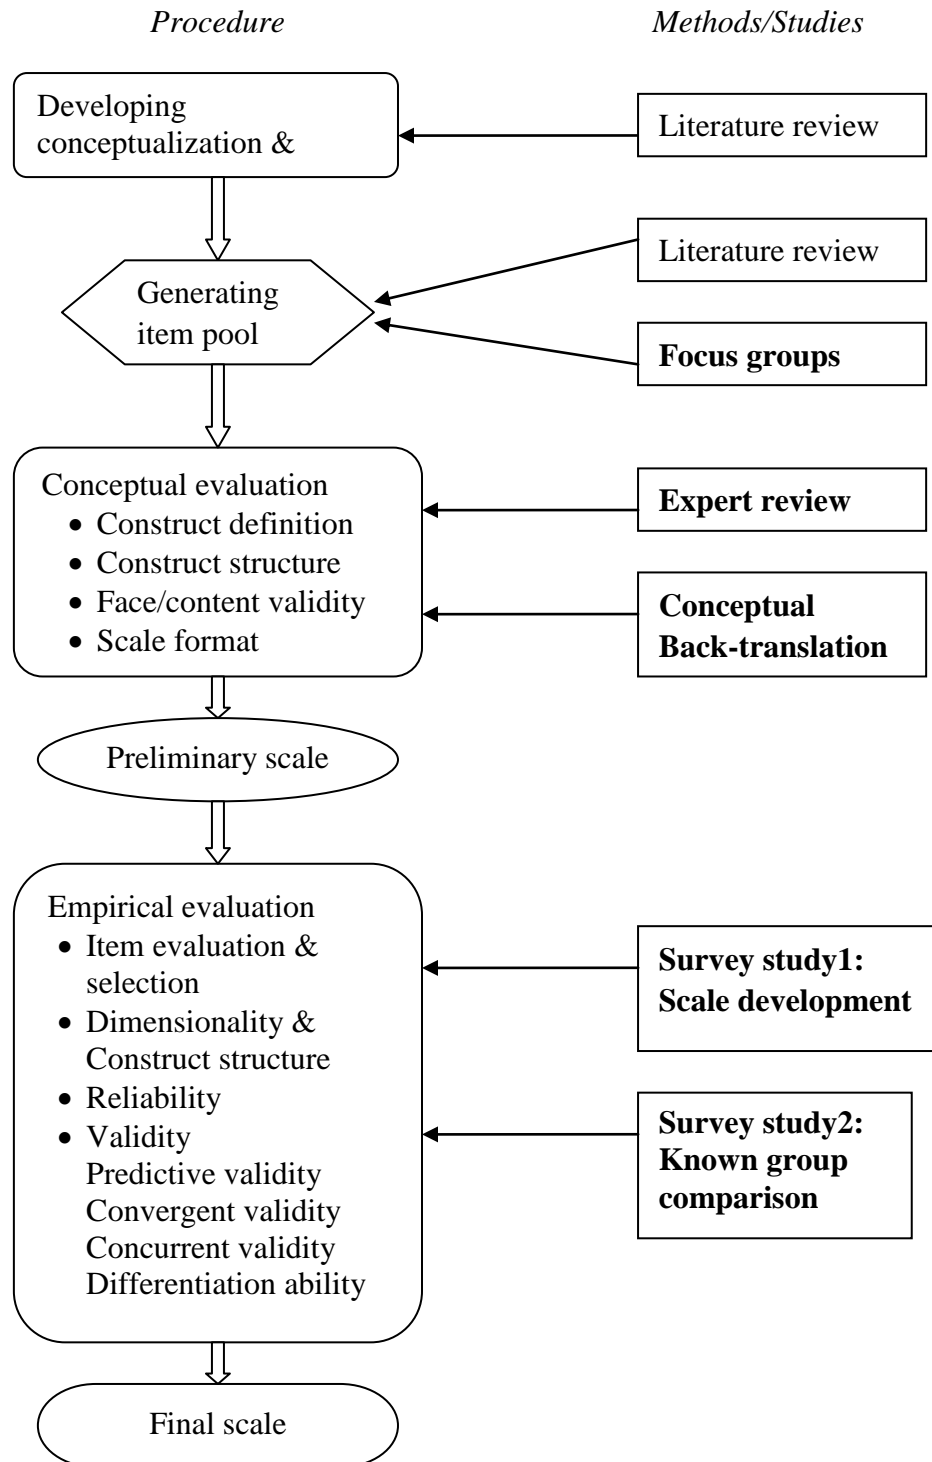 Procedure
Methods/Studies
Developing
conceptualization &
Literature review
Literature review
Generating
item pool
Focus groups
Conceptual evaluation
• Construct definition
• Construct structure
• Face/content validity
• Scale format
Expert review
Conceptual
Back-translation
Preliminary scale
Empirical evaluation
• Item evaluation &
selection
• Dimensionality &
Construct structure
• Reliability
• Validity
Predictive validity
Convergent validity
Concurrent validity
Differentiation ability
Survey study1:
Scale development
Survey study2:
Known group
comparison
Final scale